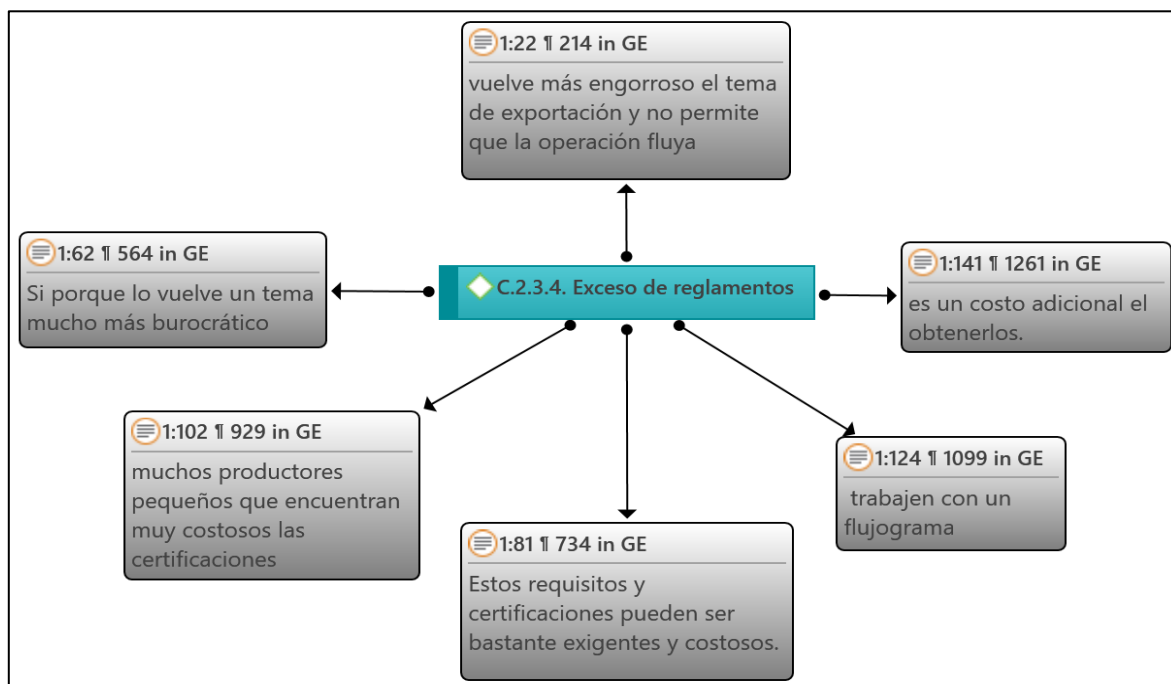 1:22 ¶ 214 in GE
vuelve más engorroso el tema
de exportación y no permite
que la operación fluya
1:62 ¶ 564 in GE
Si porque lo vuelve un tema
mucho más burocrático
C.2.3.4. Exceso de reglamentos
1:141 ¶ 1261 in GE
es un costo adicional el
obtenerlos.
1:102 ¶ 929 in GE
muchos productores
pequeños que encuentran
muy costosos las
certificaciones
1:81 ¶ 734 in GE
Estos requisitos y
certificaciones pueden ser
bastante exigentes y costosos.
1:124 ¶ 1099 in GE
trabajen con un
flujograma